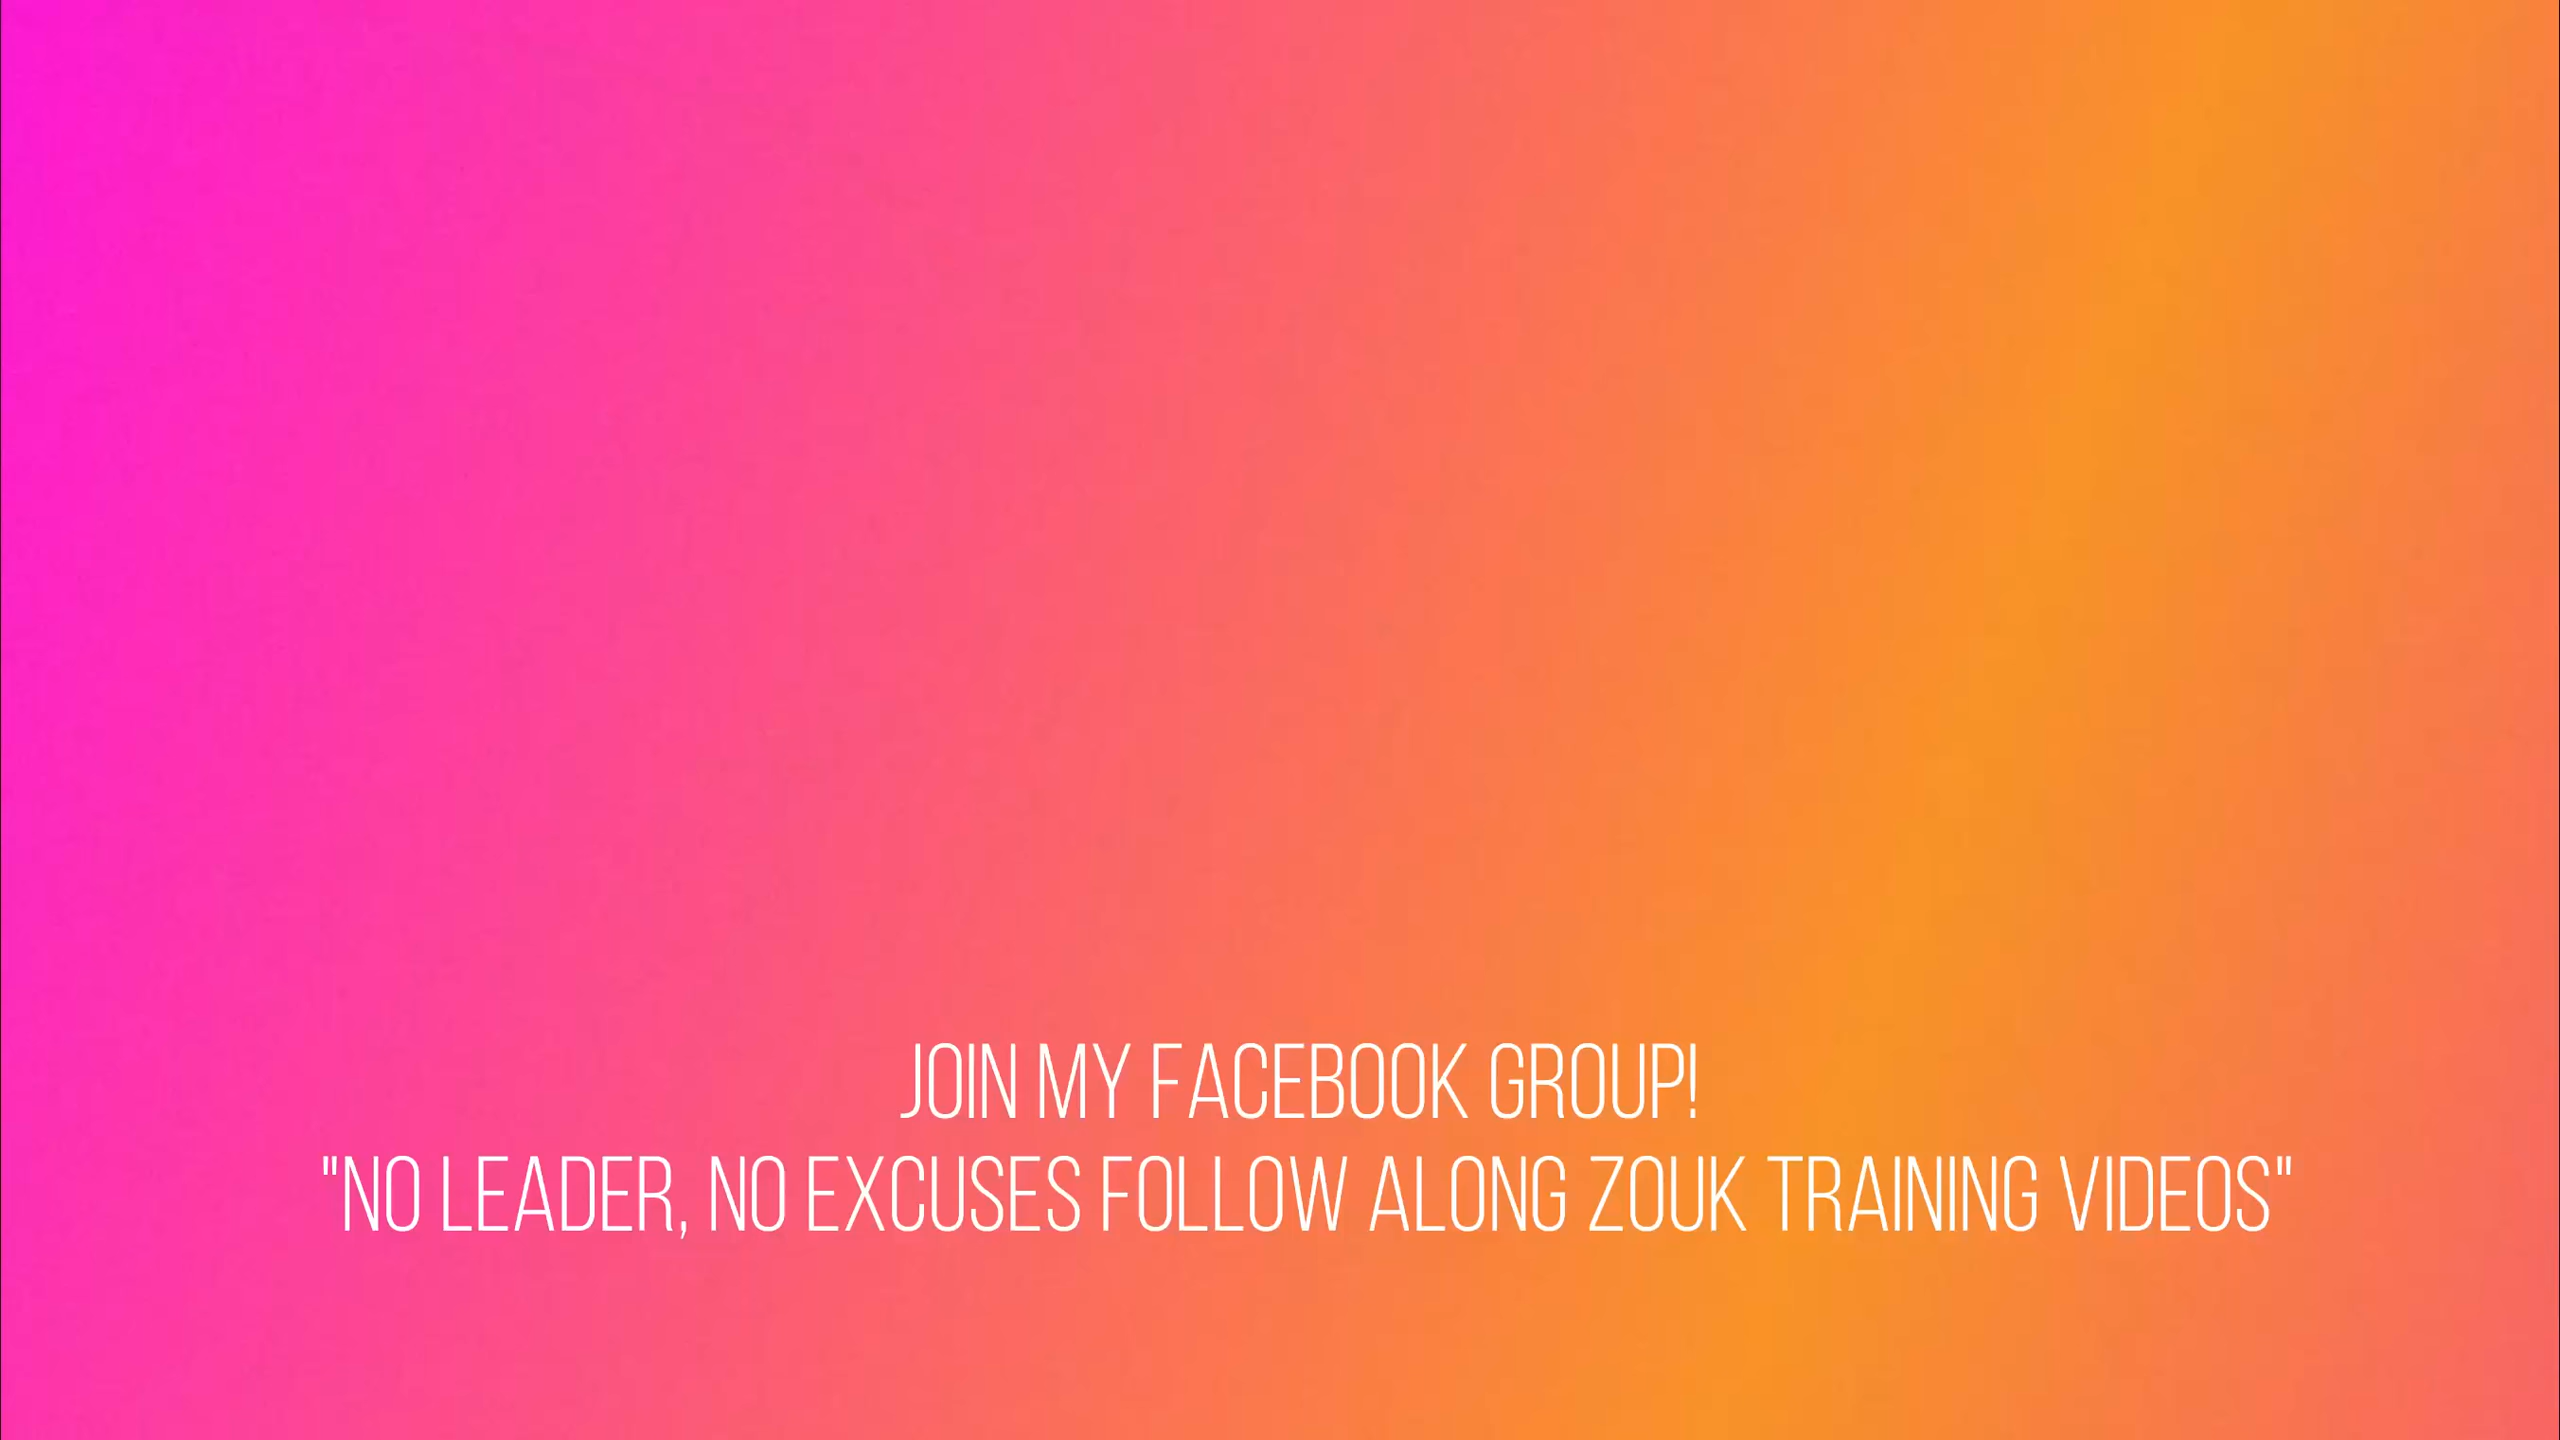 JOIN MY FACEBOOK GROUP!
"NO LEADER, NO EXCUSES FOLLOW ALONG ZOUK TRAINING VIDEOS"